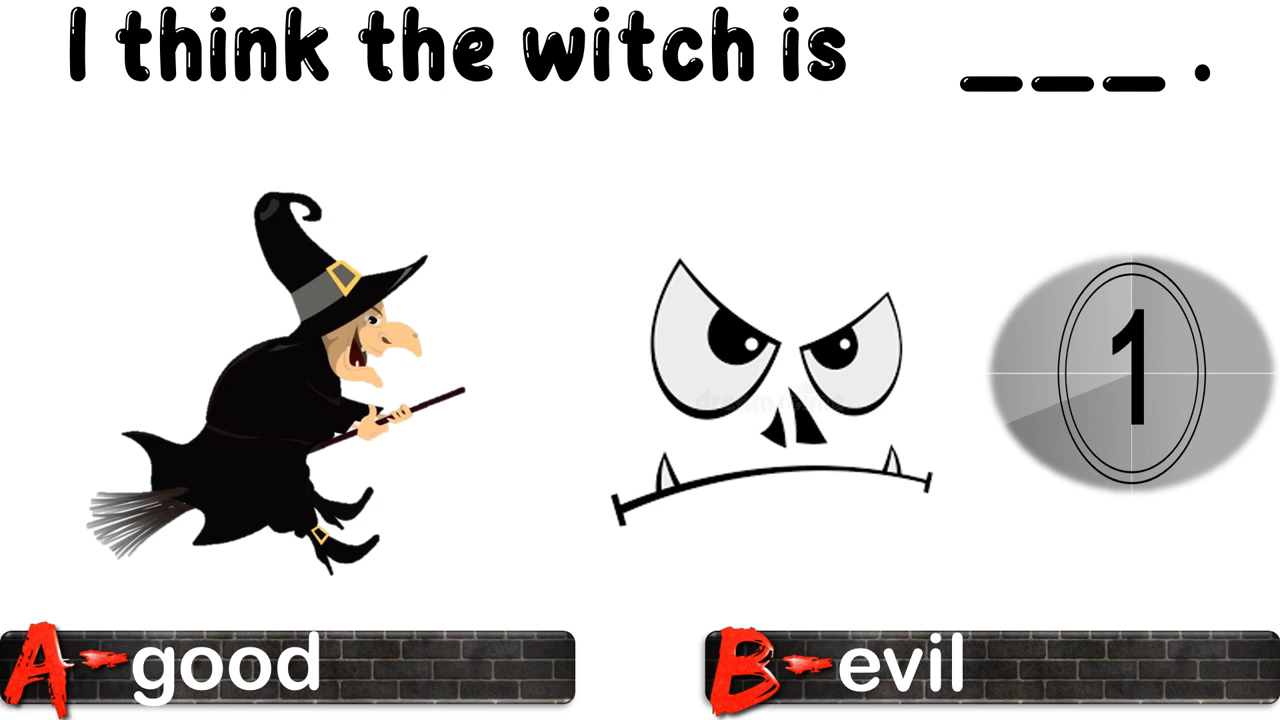 I think the witch is ___ .
1
A-good
B-evil